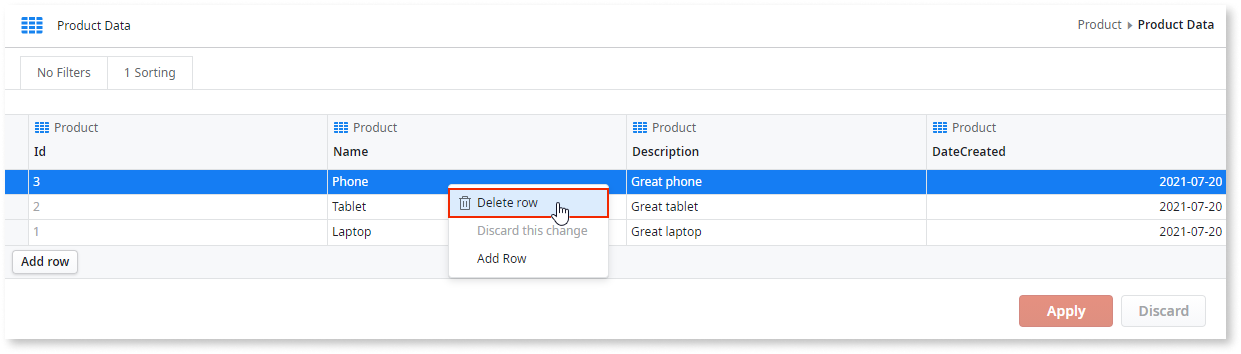 Product Data
Product ▸ Product Data
No Filters 1 Sorting
Product Product Product Product
Id Name Description DateCreated
3 Phone Great phone 2021-07-20
Delete row
2 Tablet Great tablet 2021-07-20
1 Laptop Great laptop 2021-07-20
Discard this change
Add Row
Add row
Apply Discard